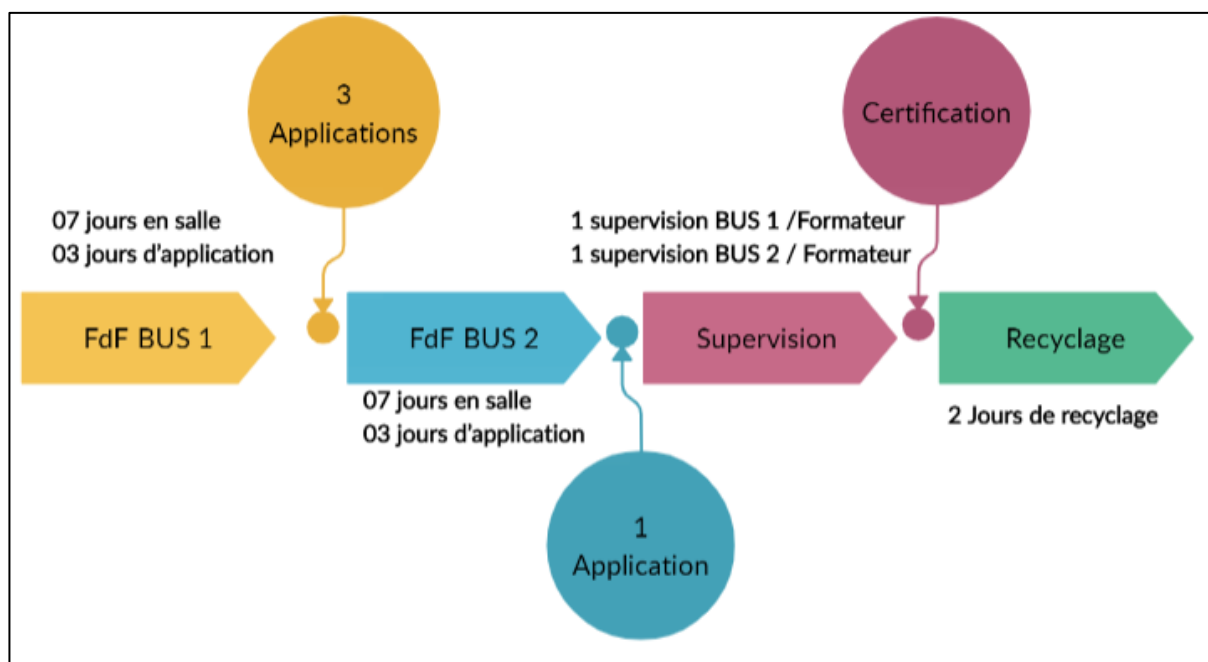 3
Applications
Certification
07 jours en salle
03 jours d'application
1 supervision BUS 1 /Formateur
1 supervision BUS 2 / Formateur
FdF BUS 1
FdF BUS 2
Supervision
Recyclage
07 jours en salle
03 jours d'application
2 Jours de recyclage
1
Application